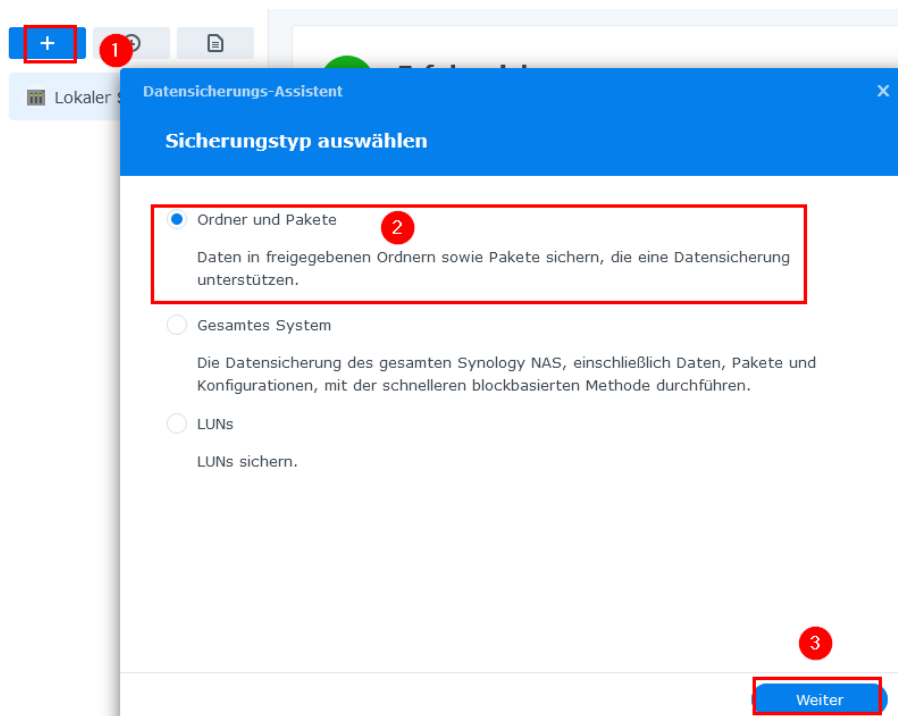 +
1
Lokaler
Datensicherungs-Assistent
X
Sicherungstyp auswählen
Ordner und Pakete
2
Daten in freigegebenen Ordnern sowie Pakete sichern, die eine Datensicherung
unterstützen.
Gesamtes System
Die Datensicherung des gesamten Synology NAS, einschließlich Daten, Pakete und
Konfigurationen, mit der schnelleren blockbasierten Methode durchführen.
LUNs
LUNs sichern.
3
Weiter